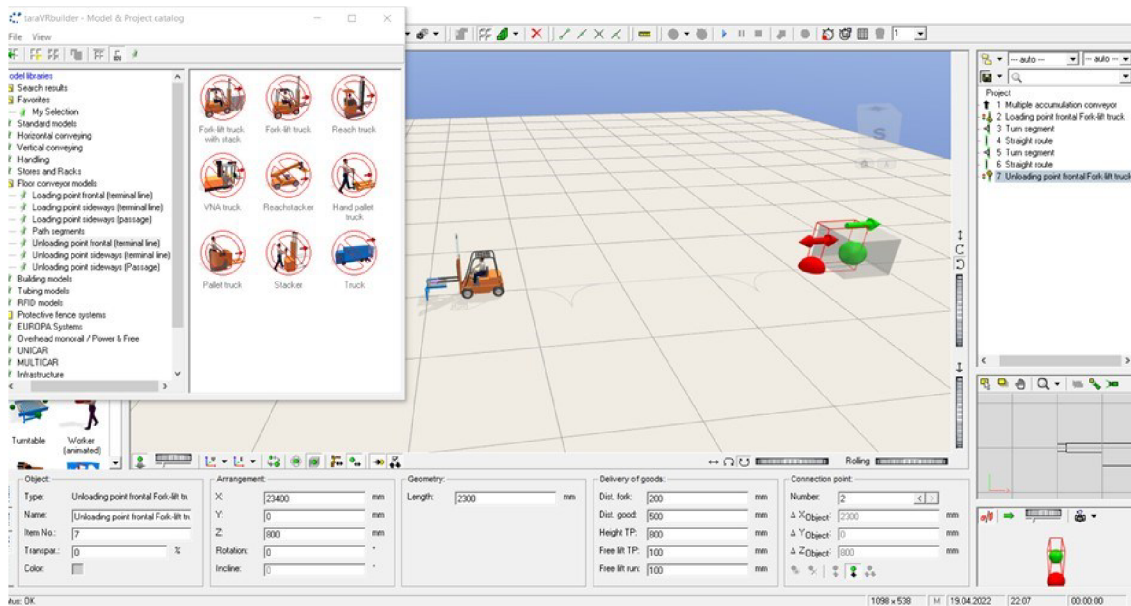 taraVRbuilder - Model & Project catalog
File View
odel libraries
Search results
Favorites
My Selection
Standard models
Horizontal conveying
Vertical conveying
Handling
Stores and Racks
Floor conveyor models
Loading point frontal (terminal line)
Loading point sideways (terminal line)
Loading point sideways (passage)
Path segments
Unloading point frontal (terminal line)
Unloading point sideways (terminal line)
Unloading point sideways (Passage)
Building models
Tubing models
RFID models
Protective fence systems
EUROPA Systems
Overhead monorail / Power & Free
UNICAR
MULTICAR
Infrastructure
Fork-lift truck with stack
Fork-lift truck
Reach truck
VNA truck
Reachstacker
Hand pallet truck
Pallet truck
Stacker
Truck
Turntable
Worker (animated)
1
S
--- auto ---
-- auto --
Project
1 Multiple accumulation conveyor
2 Loading point frontal Fork-lift truck
3 Turn segment
4 Straight route
5 Turn segment
6 Straight route
7 Unloading point frontal Fork-lift truck
Rolling
Object:
Type: Unloading point frontal Fork-lift tru
Name: Unloading point frontal Fork-lift tr
Item No.: 7
Transpar.: 0 %
Color:
Arrangement
X: 23400 mm
Y: 0 mm
Z: 800 mm
Rotation: 0 °
Incline: 0 °
Geometry:
Length: 2300 mm
Delivery of goods:
Dist. fork: 200 mm
Dist. good: 500 mm
Height TP: 800 mm
Free lift TP: 100 mm
Free lift run: 100 mm
Connection point:
Number: 2
Δ XObject: 2300 mm
Δ YObject: 0 mm
Δ ZObject: 800 mm
atus: OK
1098 x 538 M 19.04.2022 22:07 00:00:00